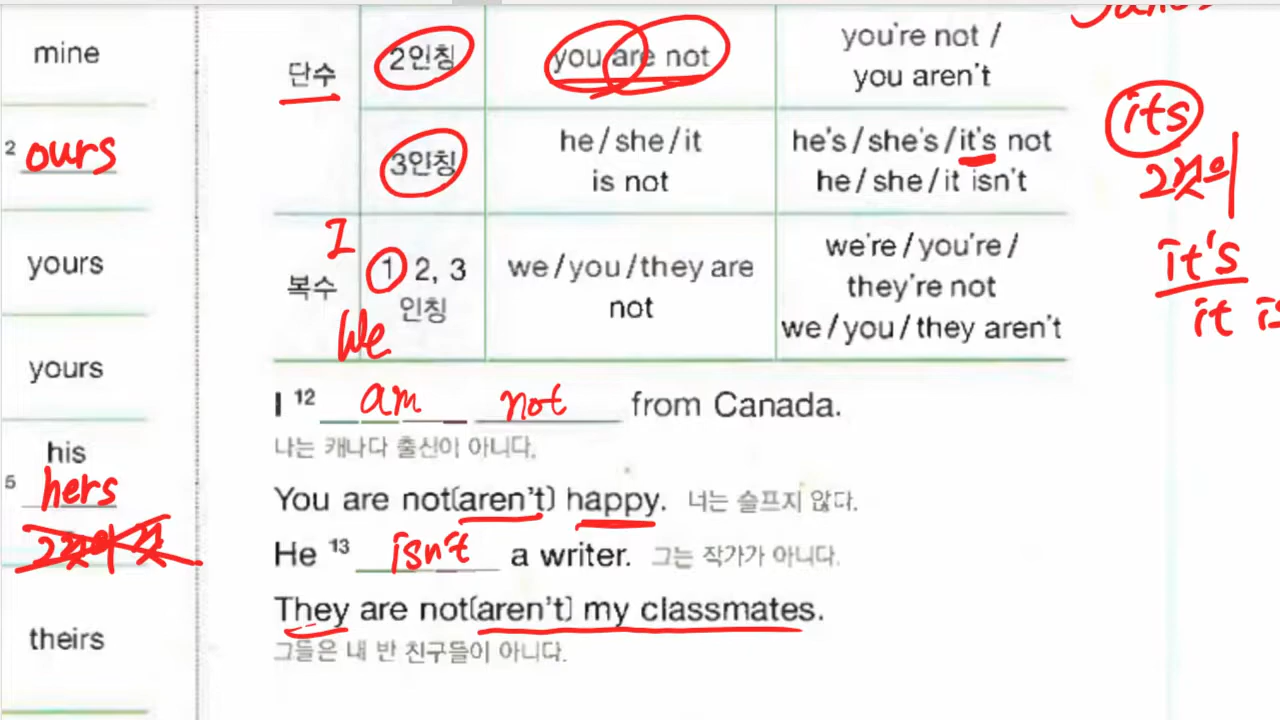 mine
2 ours
yours
yours
his
5 hers
그것의 것
theirs
단수
2인칭
you are not
you're not /
you aren't
3인칭
he / she / it
is not
he's / she's / it's not
he / she / it isn't
I
복수
1 2, 3
인칭
We
we / you / they are
not
we're / you're /
they're not
we / you / they aren't
I 12 am not from Canada.
나는 캐나다 출신이 아니다.
You are not(aren't) happy. 너는 슬프지 않다.
He 13 isn't a writer. 그는 작가가 아니다.
They are not(aren't) my classmates.
그들은 내 반 친구들이 아니다.
its
그것의
it's
it is